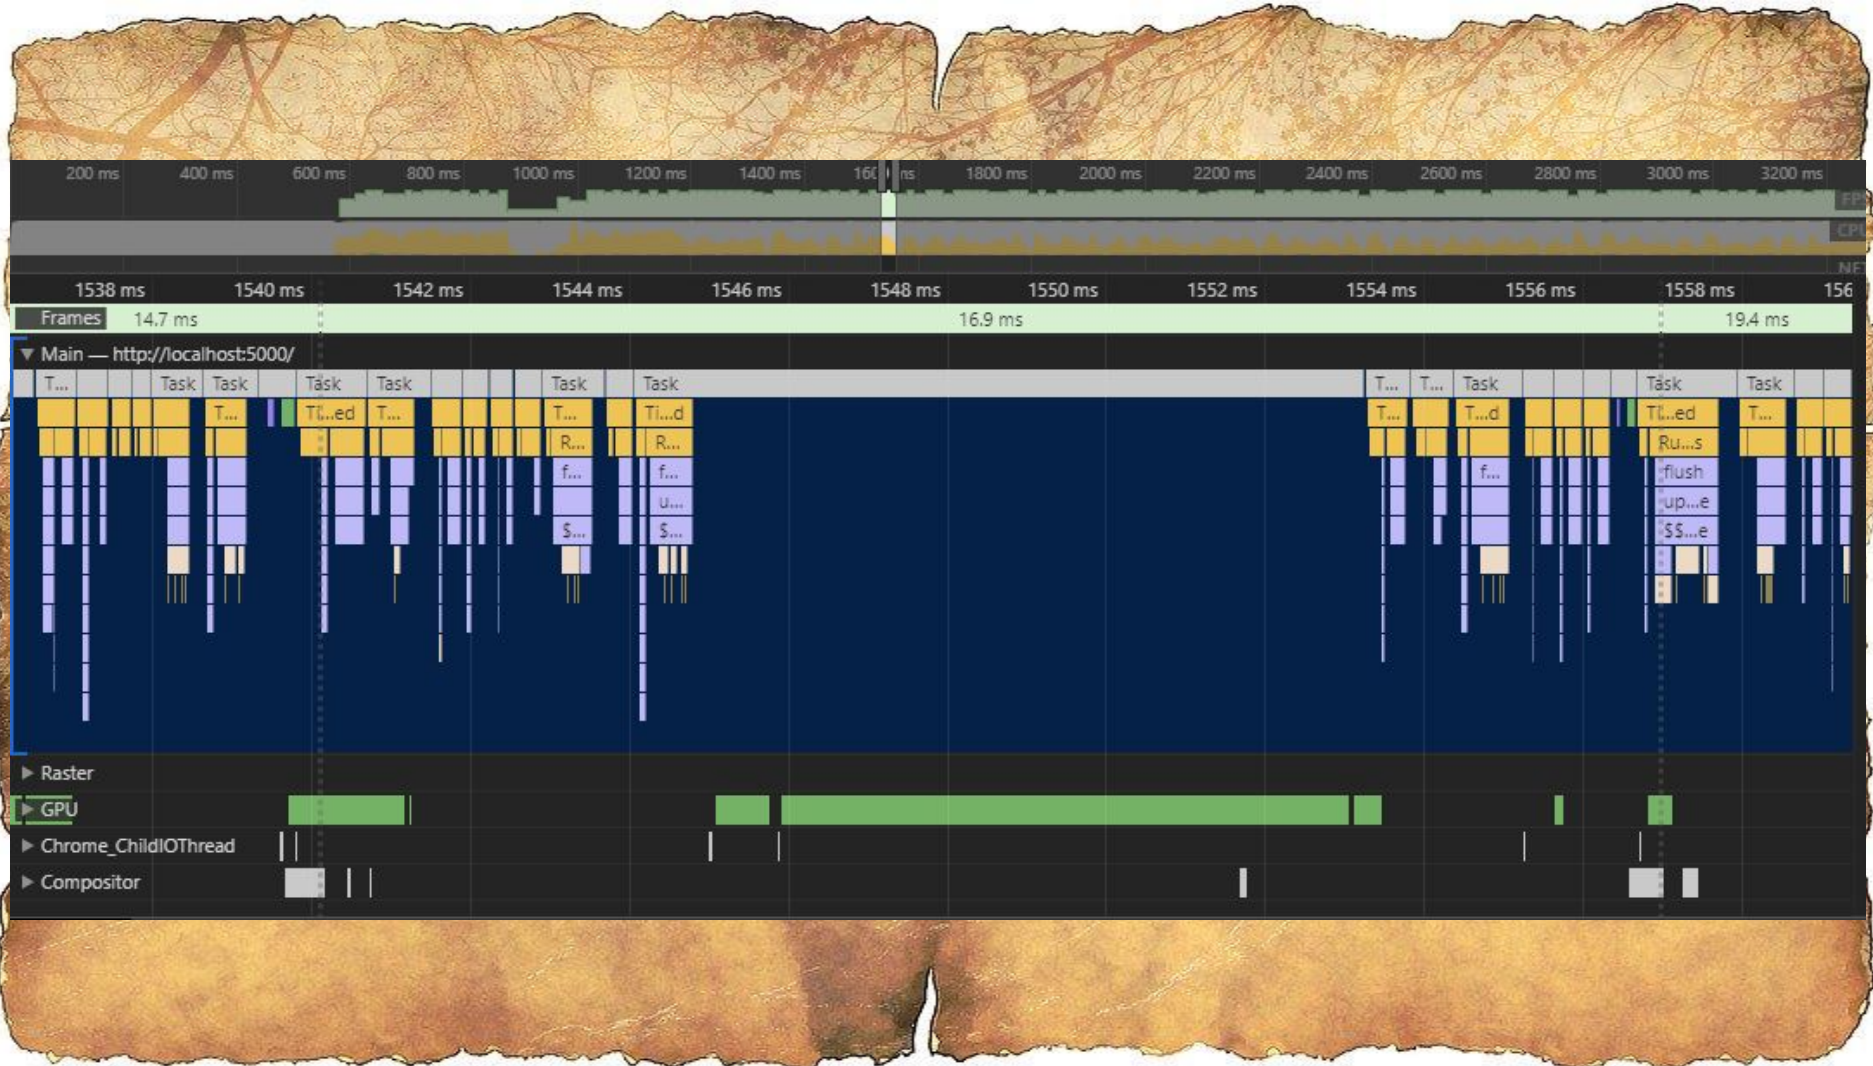 200 ms 400 ms 600 ms 800 ms 1000 ms 1200 ms 1400 ms 1800 ms 2000 ms 2200 ms 2400 ms 2600 ms 2800 ms 3000 ms 3200 ms
FP
CPU
NET
1538 ms 1540 ms 1542 ms 1544 ms 1546 ms 1548 ms 1550 ms 1552 ms 1554 ms 1556 ms 1558 ms 156
Frames 14.7 ms 16.9 ms 19.4 ms
Main — http://localhost:5000/
T... Task Task Task Task Task Task T... T... Task Task Task
T... Ti...ed T... T... Ti...d T... T...d Ti...ed T...
R... R... Ru...s
f... f... f... flush
u... up...e
$... $... $$...e
Raster
GPU
Chrome_ChildIOThread
Compositor